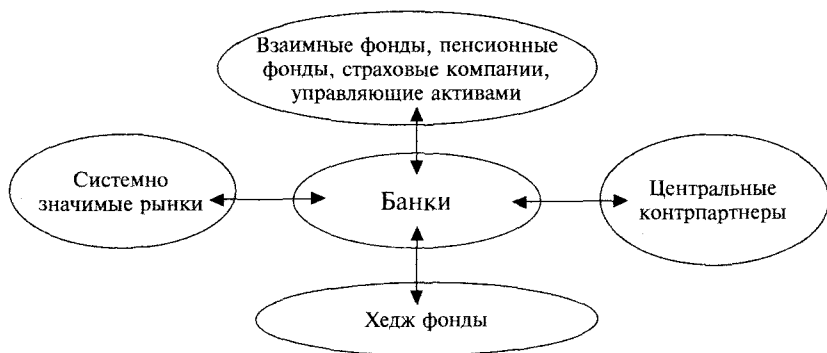 Взаимные фонды, пенсионные
фонды, страховые компании,
управляющие активами
Системно
значимые рынки
Банки
Центральные
контрпартнеры
Хедж фонды